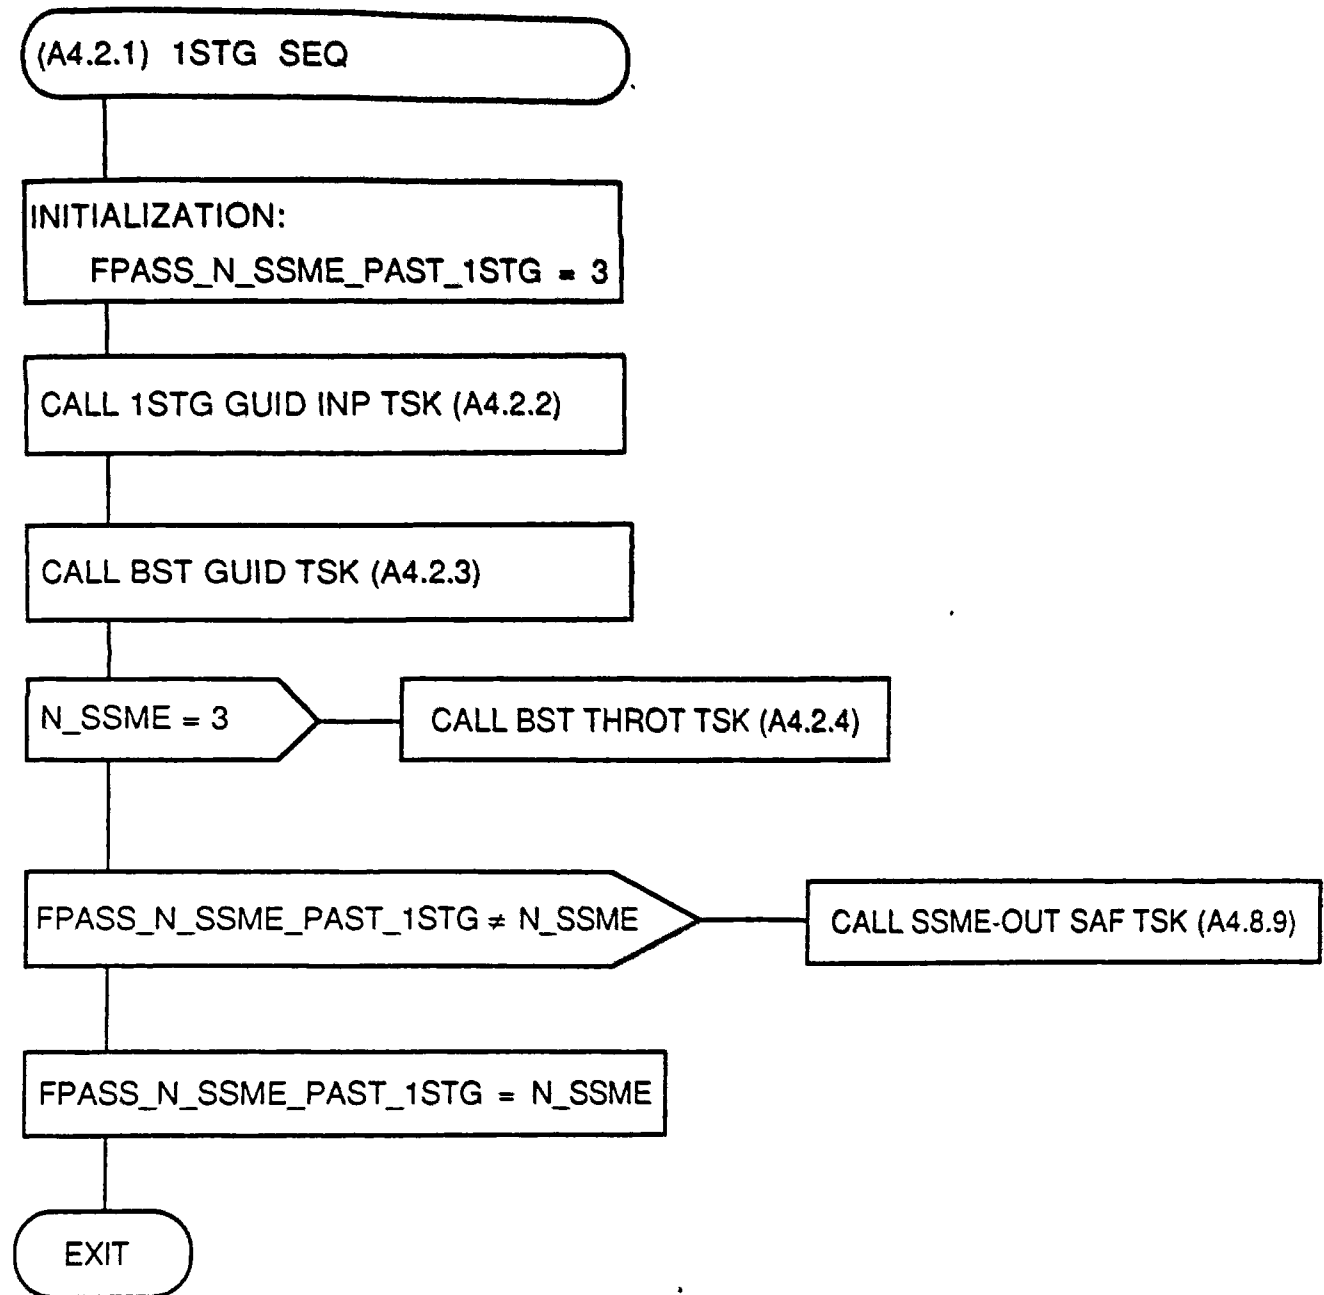 (A4.2.1) 1STG SEQ
INITIALIZATION:
FPASS_N_SSME_PAST_1STG = 3
CALL 1STG GUID INP TSK (A4.2.2)
CALL BST GUID TSK (A4.2.3)
N_SSME = 3
CALL BST THROT TSK (A4.2.4)
FPASS_N_SSME_PAST_1STG ≠ N_SSME
CALL SSME-OUT SAF TSK (A4.8.9)
FPASS_N_SSME_PAST_1STG = N_SSME
EXIT